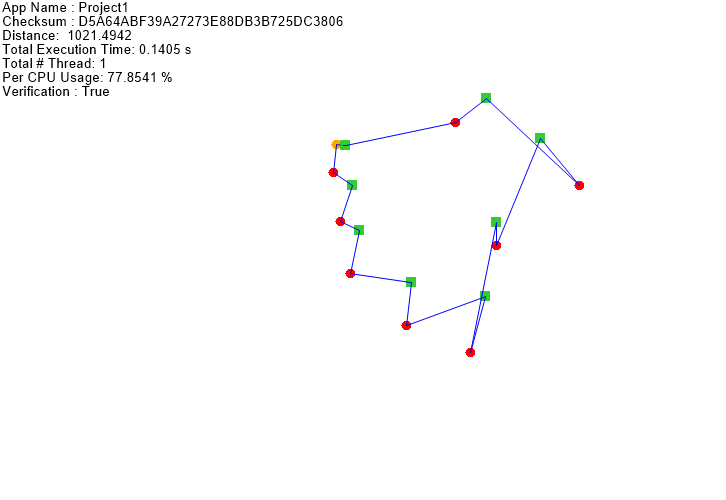 App Name : Project1
Checksum : D5A64ABF39A27273E88DB3B725DC3806
Distance:  1021.4942
Total Execution Time: 0.1405 s
Total # Thread: 1
Per CPU Usage: 77.8541 %
Verification : True